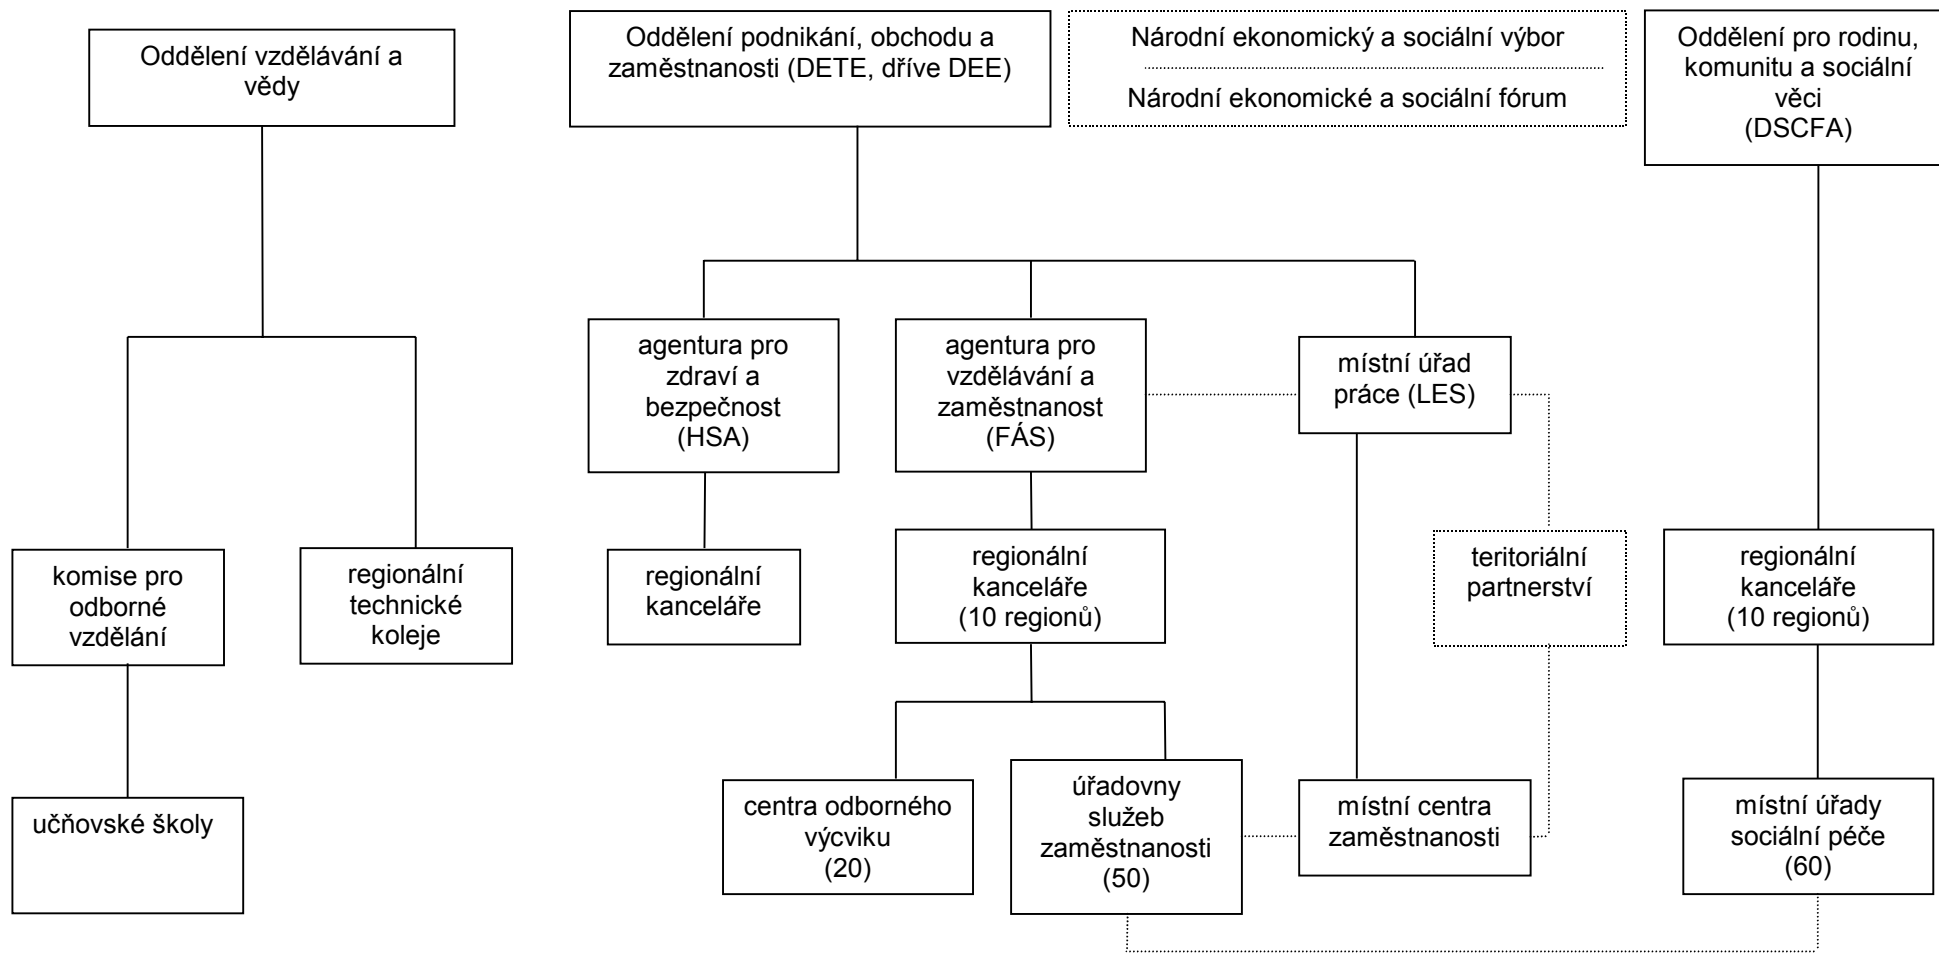 Oddělení vzdělávání a
vědy
Oddělení podnikání, obchodu a
zaměstnanosti (DETE, dříve DEE)
Národní ekonomický a sociální výbor
Národní ekonomické a sociální fórum
Oddělení pro rodinu,
komunitu a sociální
věci
(DSCFA)
agentura pro
zdraví a
bezpečnost
(HSA)
agentura pro
vzdělávání a
zaměstnanost
(FÁS)
místní úřad
práce (LES)
komise pro
odborné
vzdělání
regionální
technické
koleje
regionální
kanceláře
regionální
kanceláře
(10 regionů)
teritoriální
partnerství
regionální
kanceláře
(10 regionů)
učňovské školy
centra odborného
výcviku
(20)
úřadovny
služeb
zaměstnanosti
(50)
místní centra
zaměstnanosti
místní úřady
sociální péče
(60)